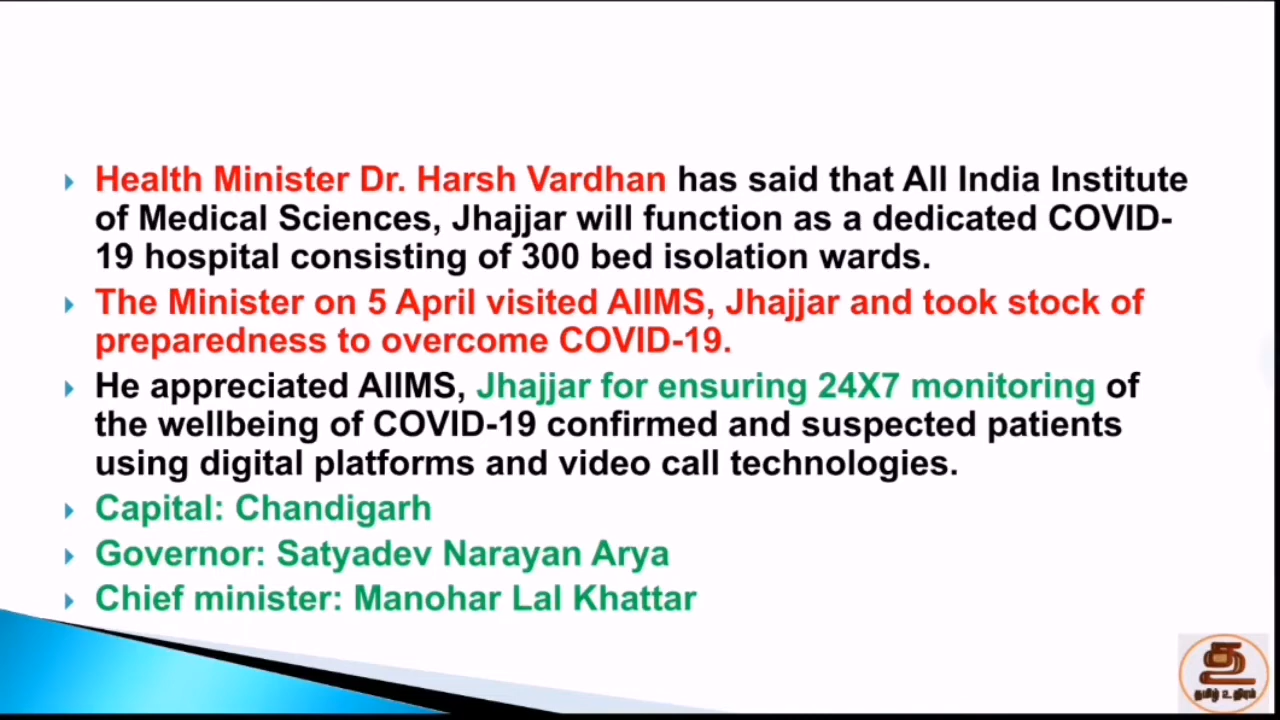 Health Minister Dr. Harsh Vardhan has said that All India Institute
of Medical Sciences, Jhajjar will function as a dedicated COVID-
19 hospital consisting of 300 bed isolation wards.
The Minister on 5 April visited AIIMS, Jhajjar and took stock of
preparedness to overcome COVID-19.
He appreciated AIIMS, Jhajjar for ensuring 24X7 monitoring of
the wellbeing of COVID-19 confirmed and suspected patients
using digital platforms and video call technologies.
Capital: Chandigarh
Governor: Satyadev Narayan Arya
Chief minister: Manohar Lal Khattar
த
தமிழ் உதிரம்